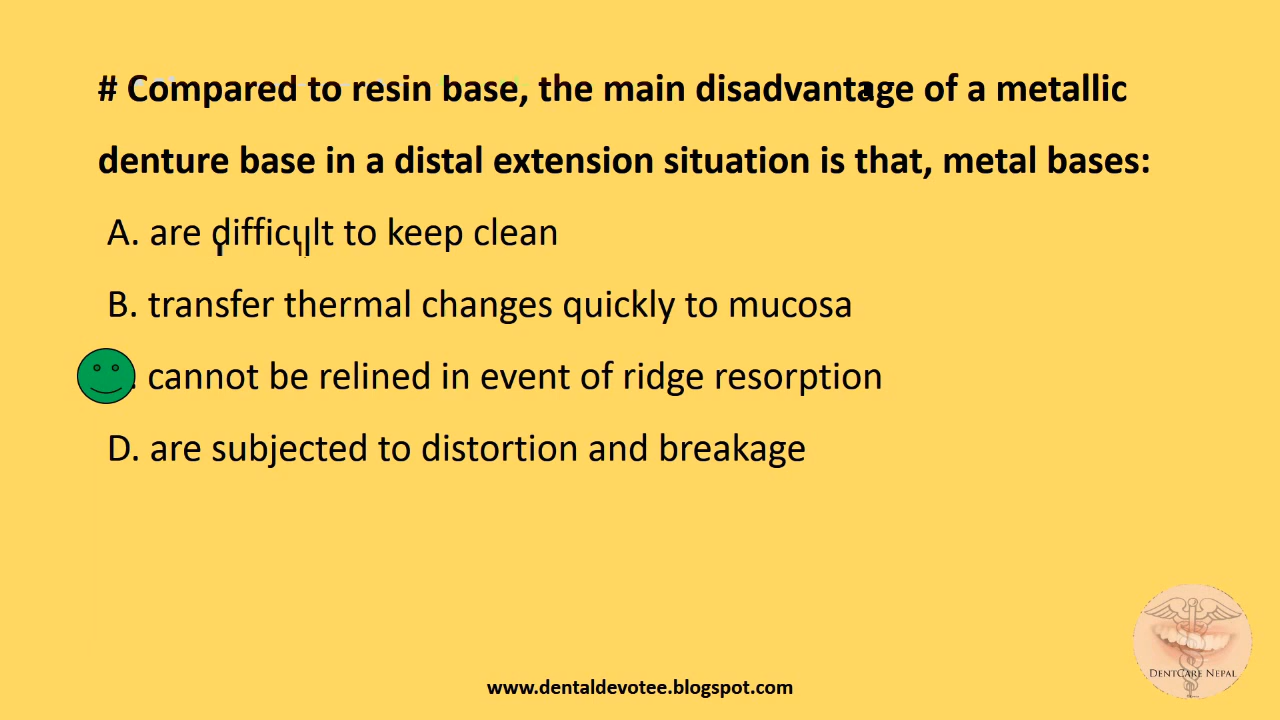 # Compared to resin base, the main disadvantage of a metallic
denture base in a distal extension situation is that, metal bases:
A. are difficult to keep clean
B. transfer thermal changes quickly to mucosa
. cannot be relined in event of ridge resorption
D. are subjected to distortion and breakage
DENTCARE NEPAL
www.dentaldevotee.blogspot.com